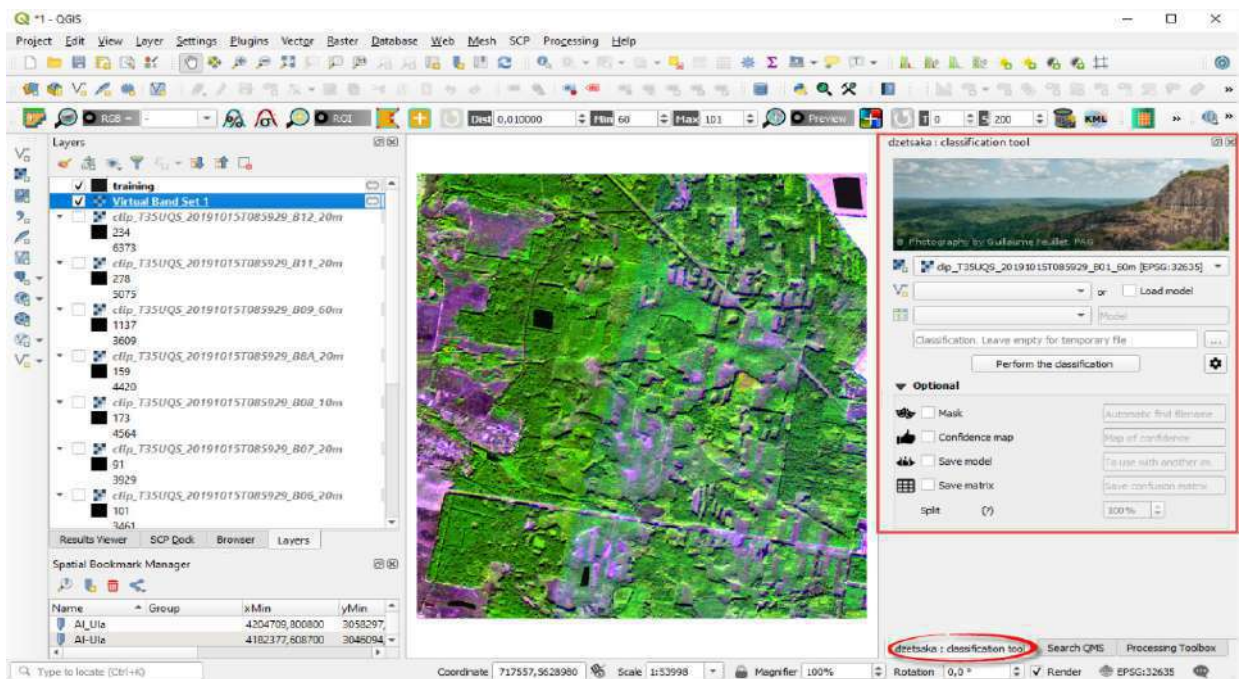 *1 - QGIS
Project Edit View Layer Settings Plugins Vector Raster Database Web Mesh SCP Processing Help
RGB = - ROI Dist 0,010000 Min 60 Max 101 Preview T 0 S 200 KML
Layers
training
Virtual Band Set 1
clip_T35UQS_20191015T085929_B12_20m
234
6373
clip_T35UQS_20191015T085929_B11_20m
278
5075
clip_T35UQS_20191015T085929_B09_60m
1137
3609
clip_T35UQS_20191015T085929_B8A_20m
159
4420
clip_T35UQS_20191015T085929_B08_10m
173
4564
clip_T35UQS_20191015T085929_B07_20m
91
3929
clip_T35UQS_20191015T085929_B06_20m
101
3461
Results Viewer SCP Dock Browser Layers
Spatial Bookmark Manager
Name Group xMin yMin
Al_Ula 4204709,800800 3058297,
Al-Ula 4182377,608700 3046094,
dzetsaka : classification tool
© Photography by Guillaume Feuillet, PAG
clip_T35UQS_20191015T085929_B01_60m [EPSG:32635]
or Load model
Model
Classification. Leave empty for temporary file ...
Perform the classification
Optional
Mask Automatic find filename
Confidence map Map of confidence
Save model To use with another m...
Save matrix Save confusion matrix
Split (?) 100 %
dzetsaka : classification tool Search QMS Processing Toolbox
Type to locate (Ctrl+K) Coordinate 717557,5628980 Scale 1:53998 Magnifier 100% Rotation 0,0 ° Render EPSG:32635